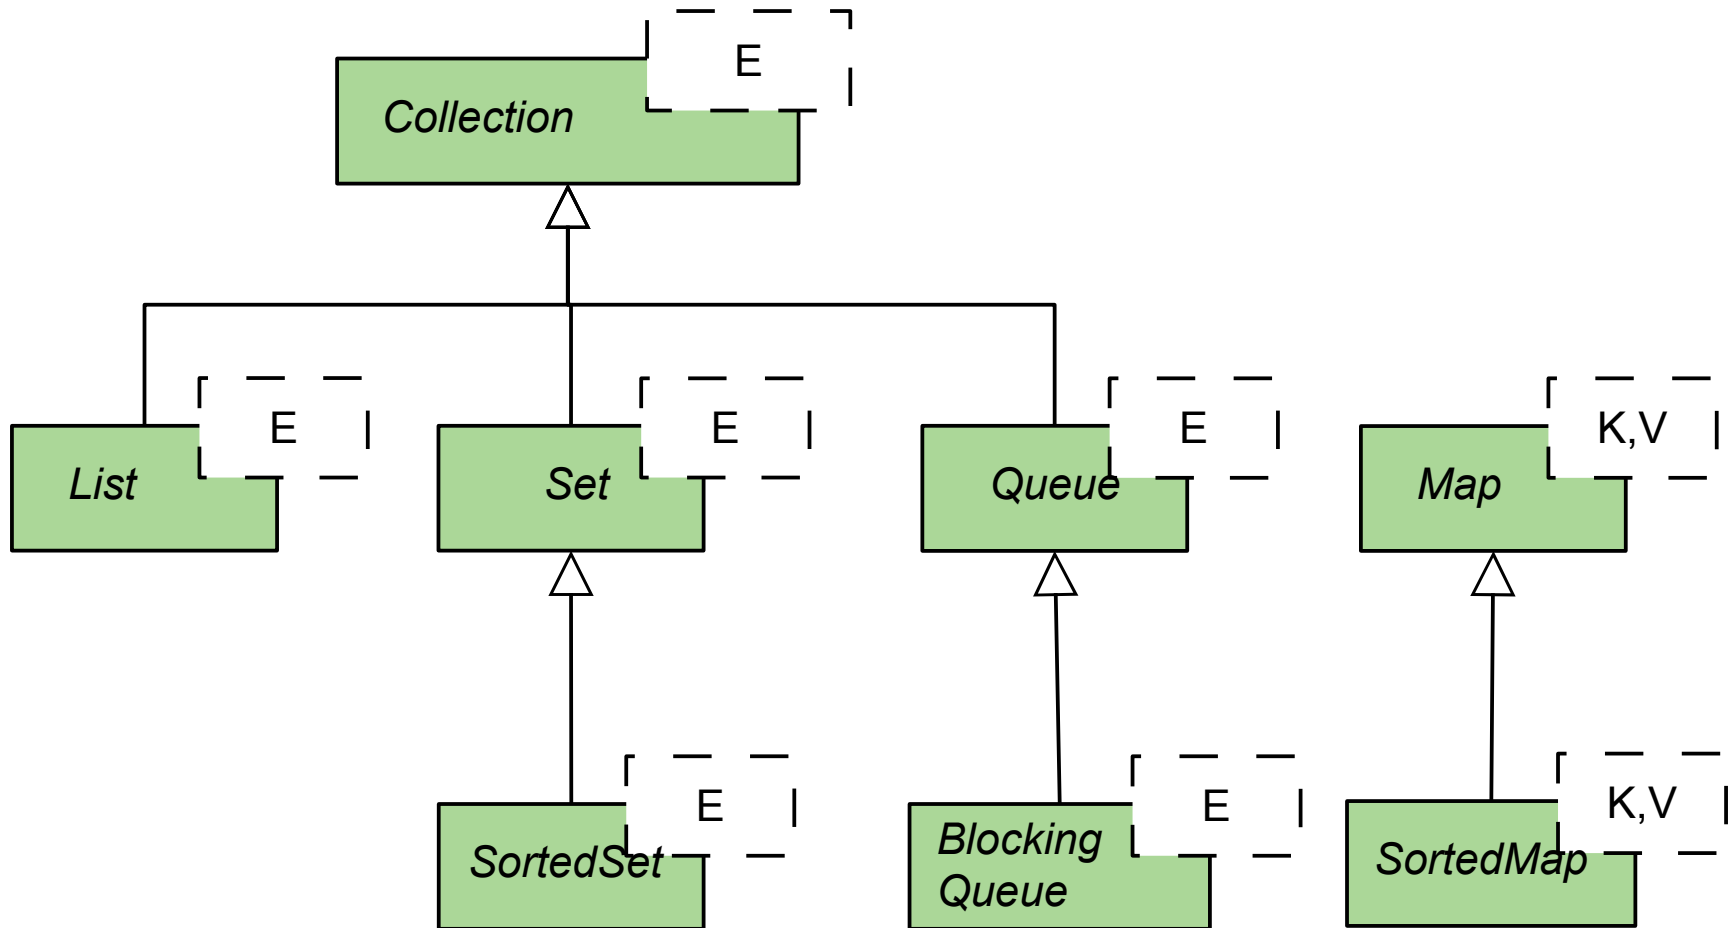 E
Collection
E
E
E
K,V
List
Set
Queue
Map
E
E
K,V
SortedSet
Blocking
Queue
SortedMap